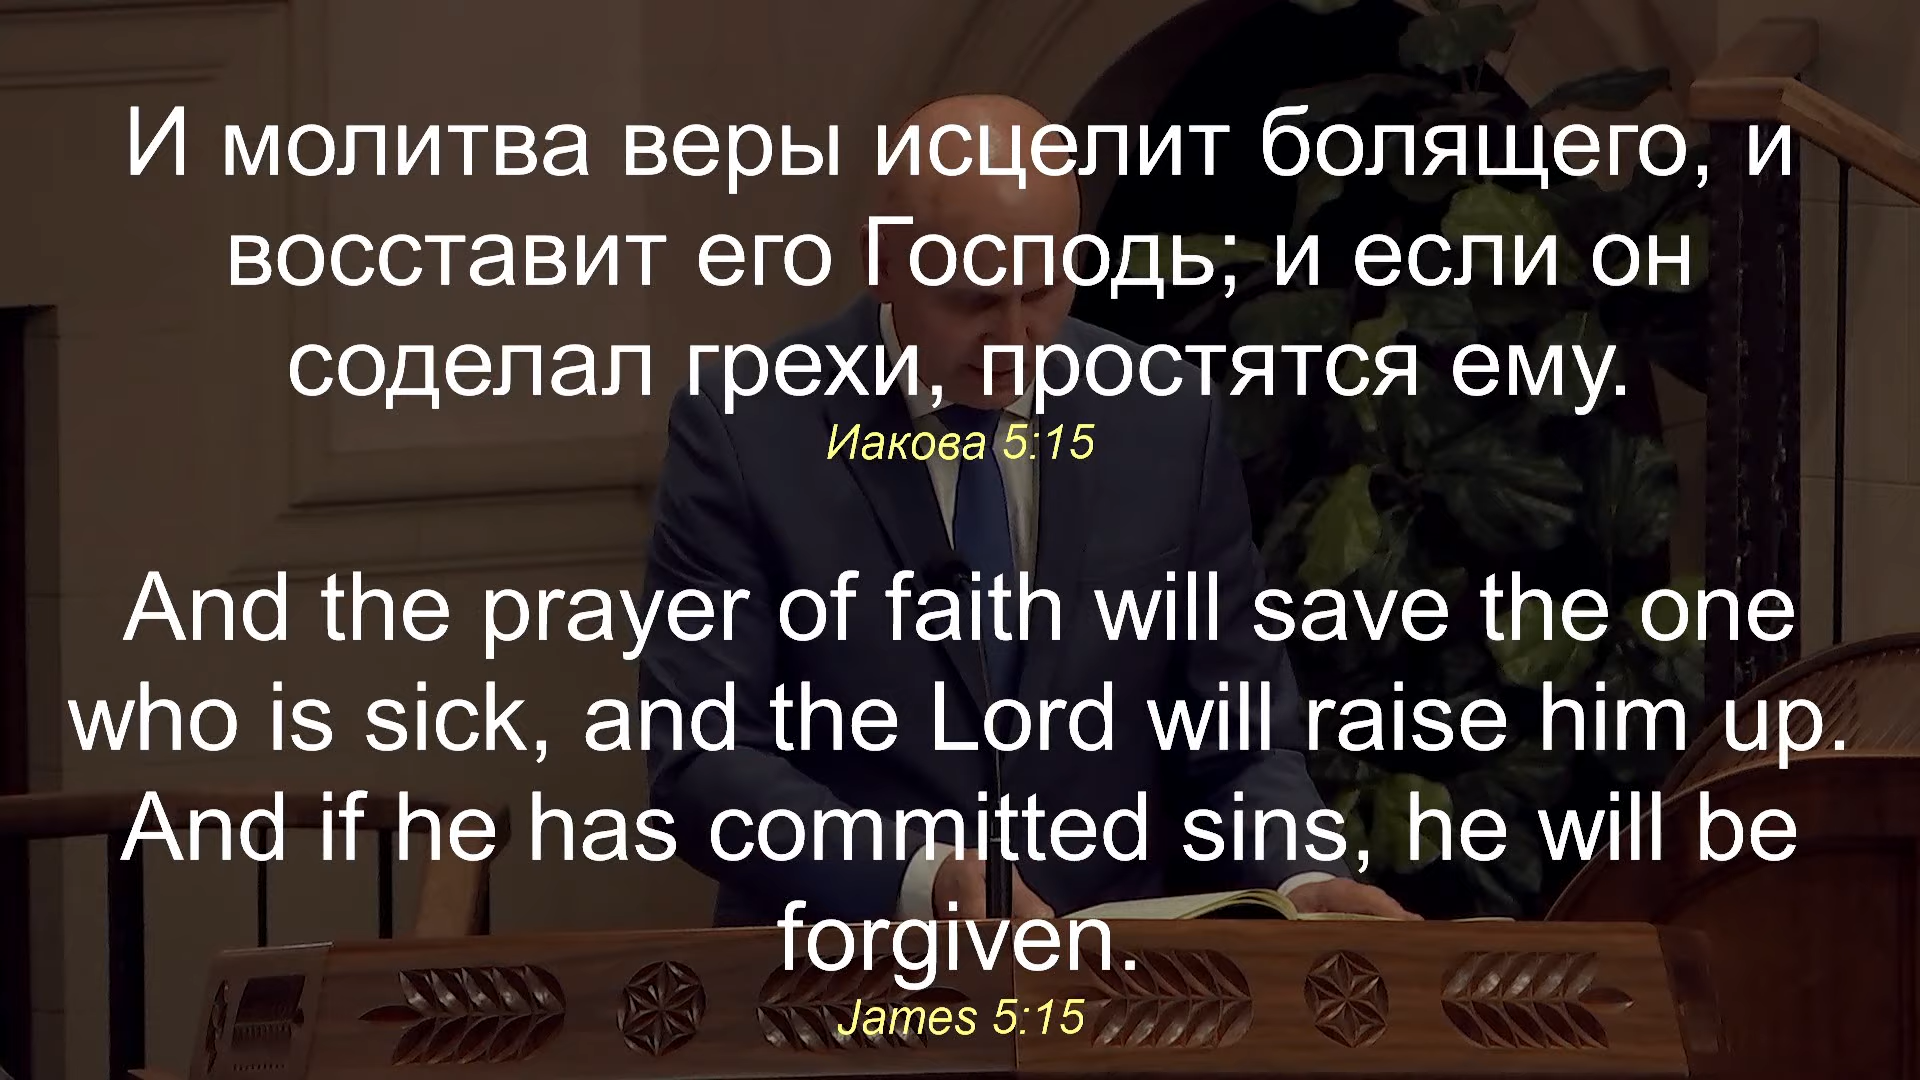 И молитва веры исцелит болящего, и
восставит его Господь; и если он
соделал грехи, простятся ему.
Иакова 5:15
And the prayer of faith will save the one
who is sick, and the Lord will raise him up.
And if he has committed sins, he will be
forgiven.
James 5:15